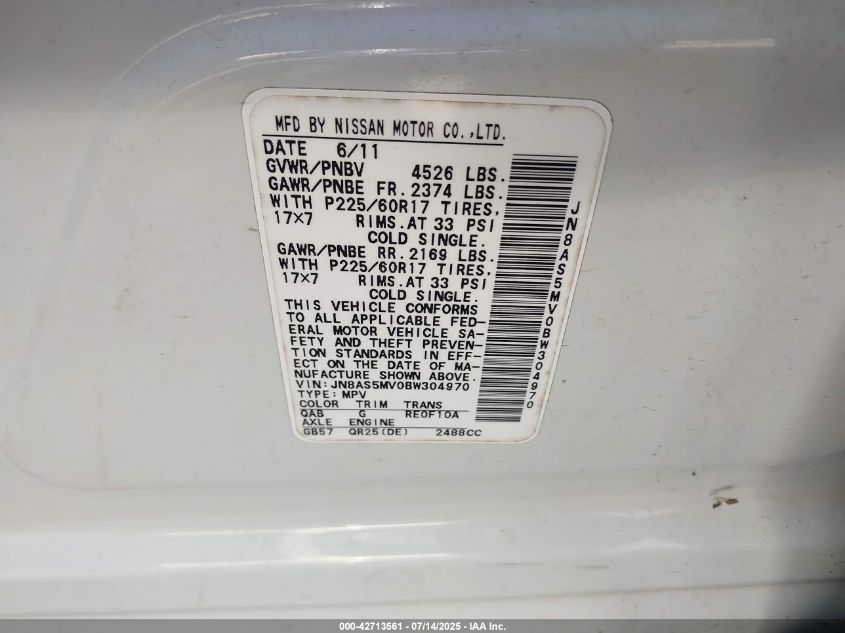 MFD BY NISSAN MOTOR CO.,LTD.
DATE 6/11
GVWR/PNBV 4526 LBS.
GAWR/PNBE FR. 2374 LBS.
WITH P225/60R17 TIRES,
17×7 RIMS.AT 33 PSI
COLD SINGLE.
GAWR/PNBE RR. 2169 LBS.
WITH P225/60R17 TIRES,
17×7 RIMS.AT 33 PSI
COLD SINGLE.
THIS VEHICLE CONFORMS
TO ALL APPLICABLE FED-
ERAL MOTOR VEHICLE SA-
FETY AND THEFT PREVEN-
TION STANDARDS IN EFF-
ECT ON THE DATE OF MA-
NUFACTURE SHOWN ABOVE.
VIN: JN8AS5MV0BW304970
TYPE: MPV
COLOR TRIM TRANS
QAB G RE0F10A
AXLE ENGINE
GB57 QR25(DE) 2488CC
JN8AS5MV0BW304970
000-42713561 - 07/14/2025 - IAA Inc.